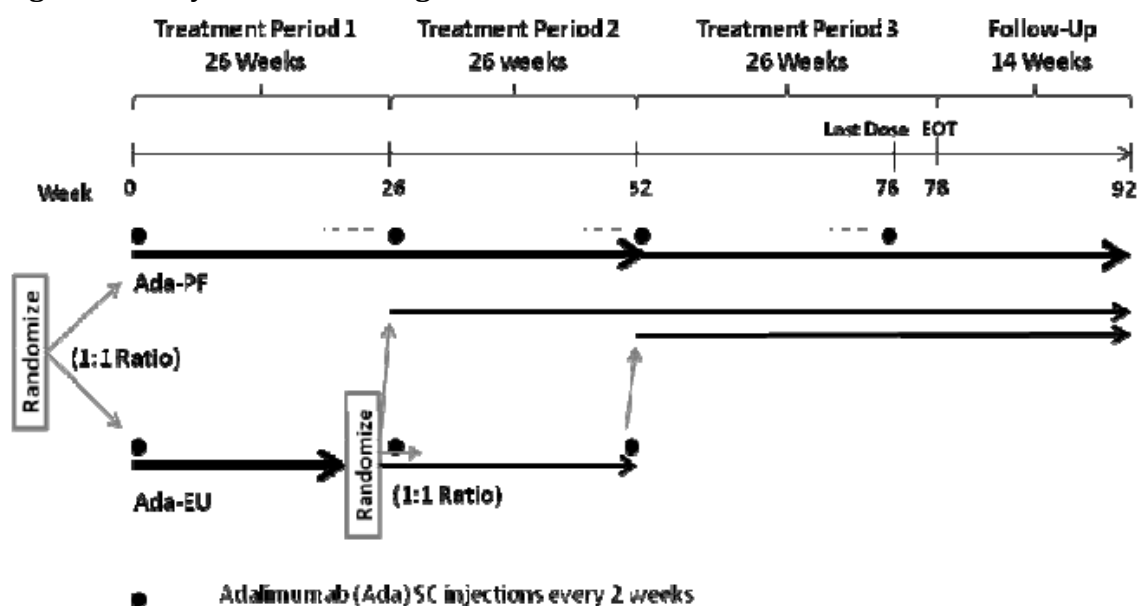 Treatment Period 1
26 Weeks
Treatment Period 2
26 weeks
Treatment Period 3
26 Weeks
Follow-Up
14 Weeks
Last Dose
EOT
Week
0
26
52
76
78
92
Ada-PF
Randomize
(1:1 Ratio)
Randomize
(1:1 Ratio)
Ada-EU
Adalimumab (Ada) SC injections every 2 weeks